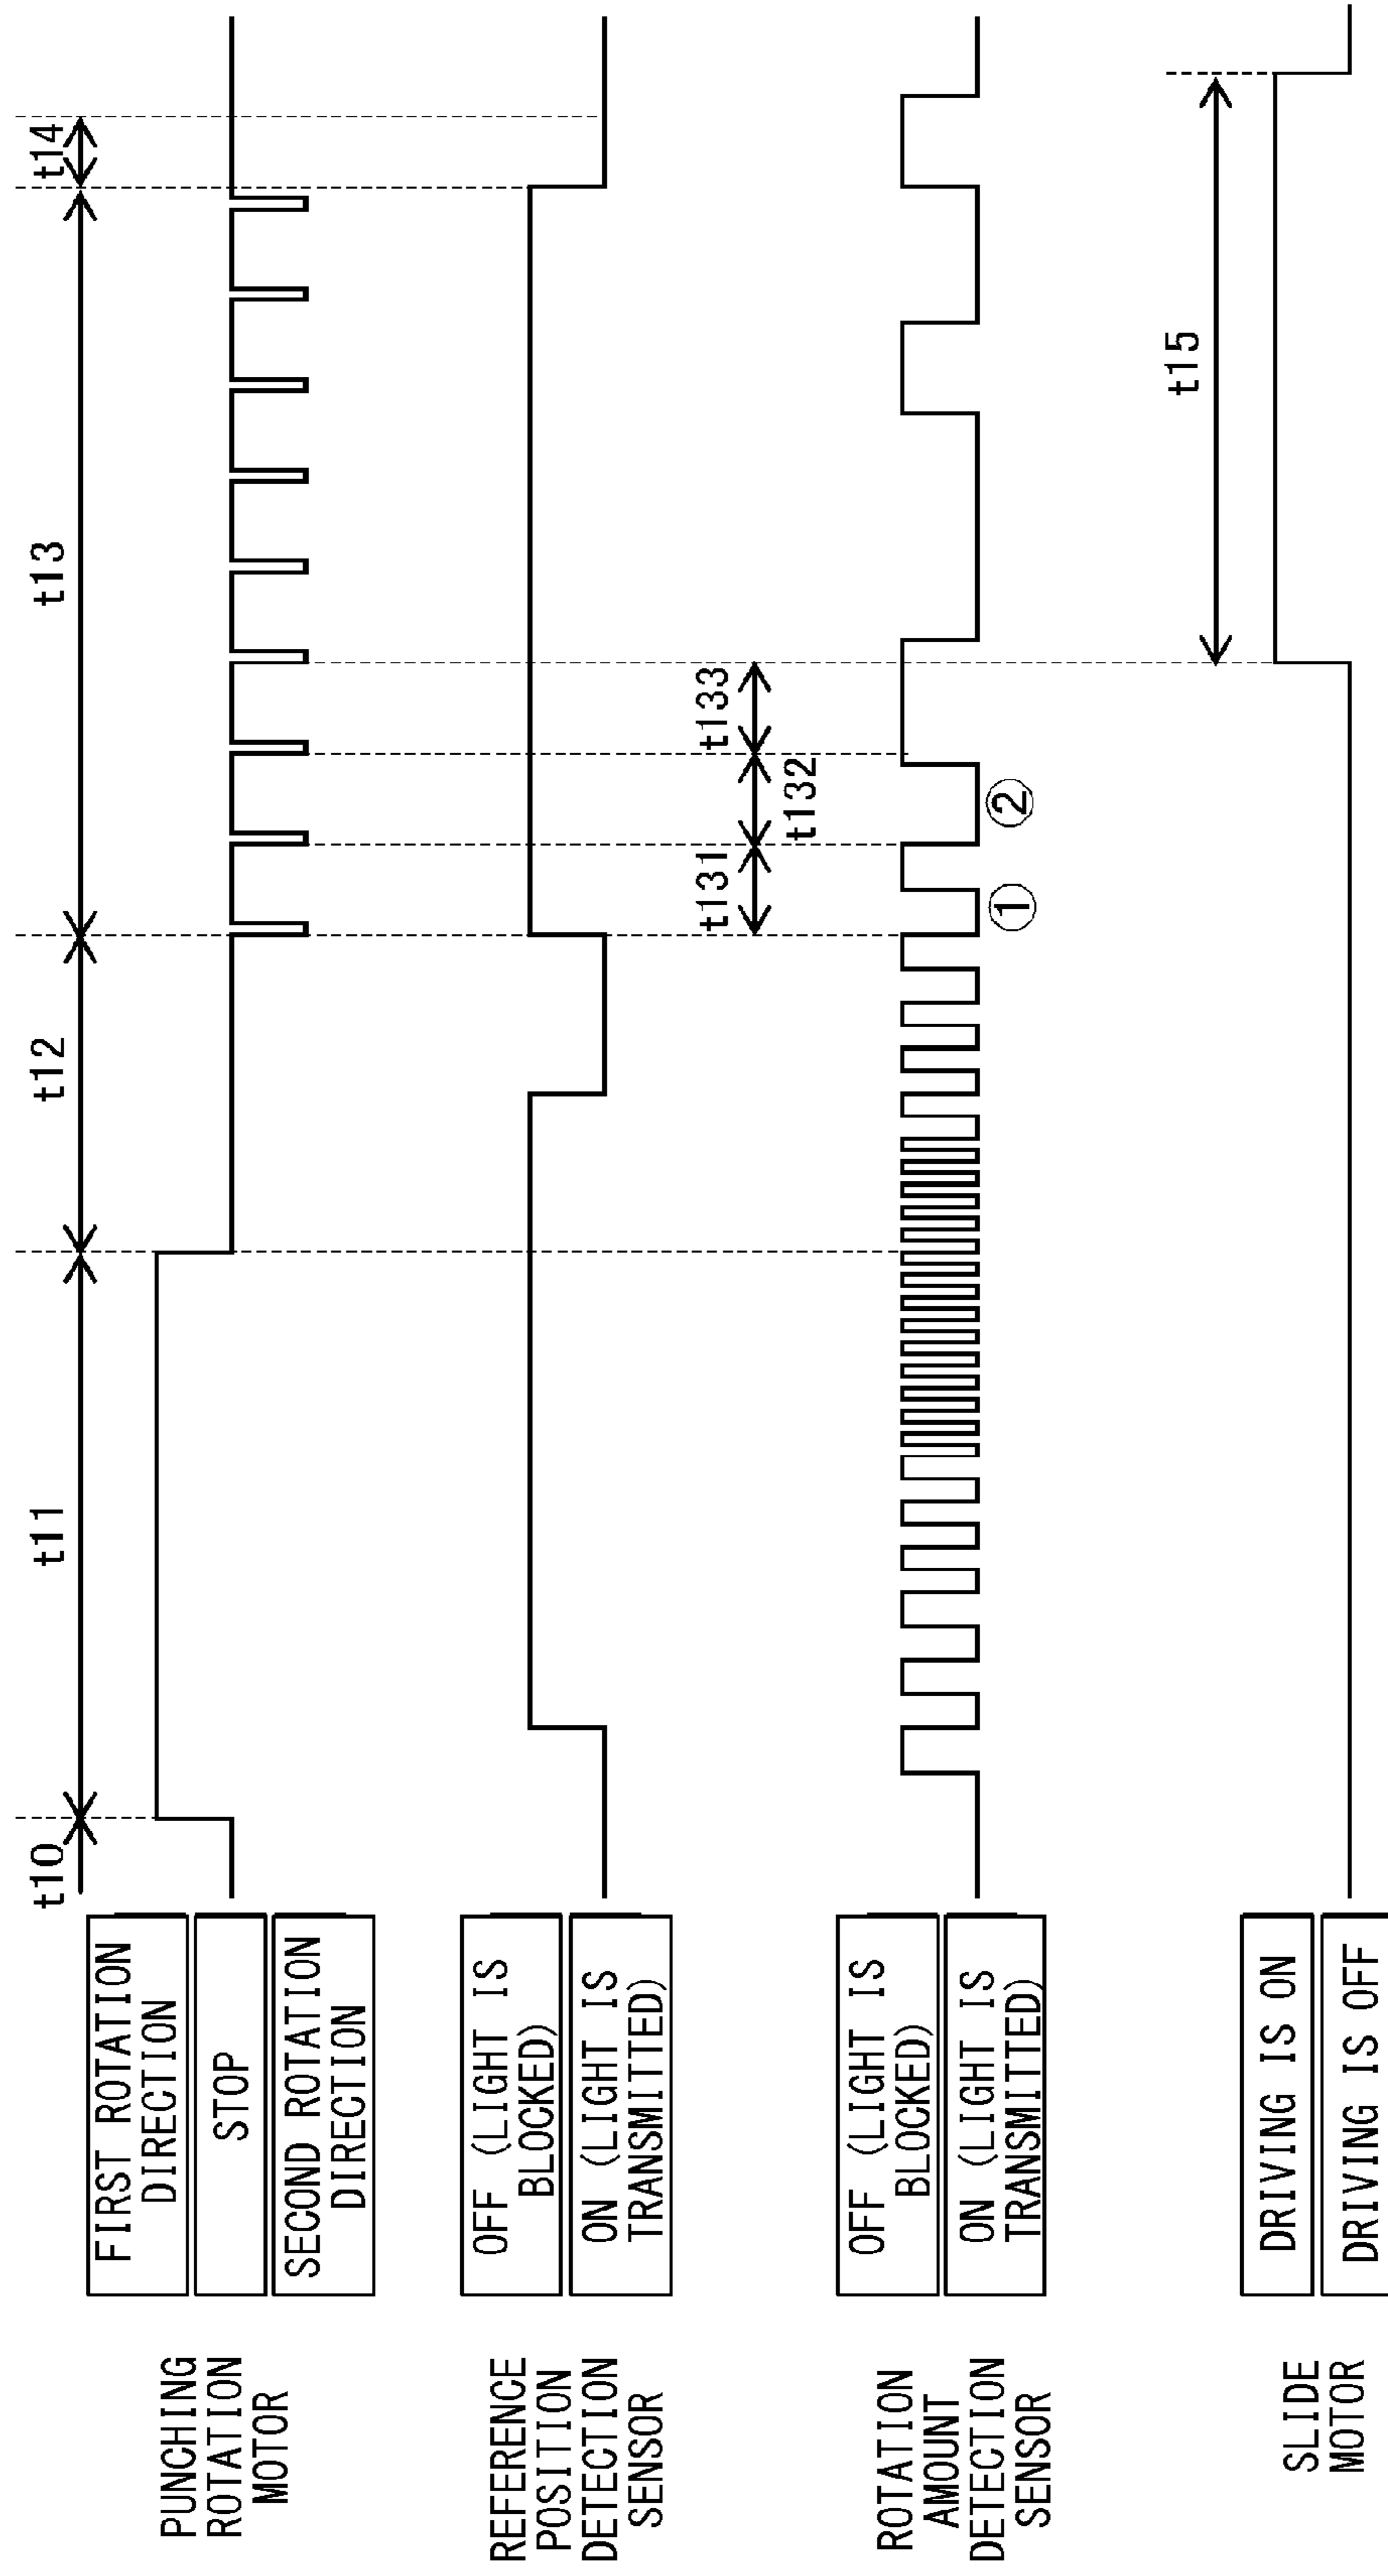 t10
t11
t12
t13
t14
PUNCHING
ROTATION
MOTOR
FIRST ROTATION
DIRECTION
STOP
SECOND ROTATION
DIRECTION
REFERENCE
POSITION
DETECTION
SENSOR
OFF (LIGHT IS
BLOCKED)
ON (LIGHT IS
TRANSMITTED)
t131
t132
t133
ROTATION
AMOUNT
DETECTION
SENSOR
OFF (LIGHT IS
BLOCKED)
ON (LIGHT IS
TRANSMITTED)
①
②
t15
SLIDE
MOTOR
DRIVING IS ON
DRIVING IS OFF